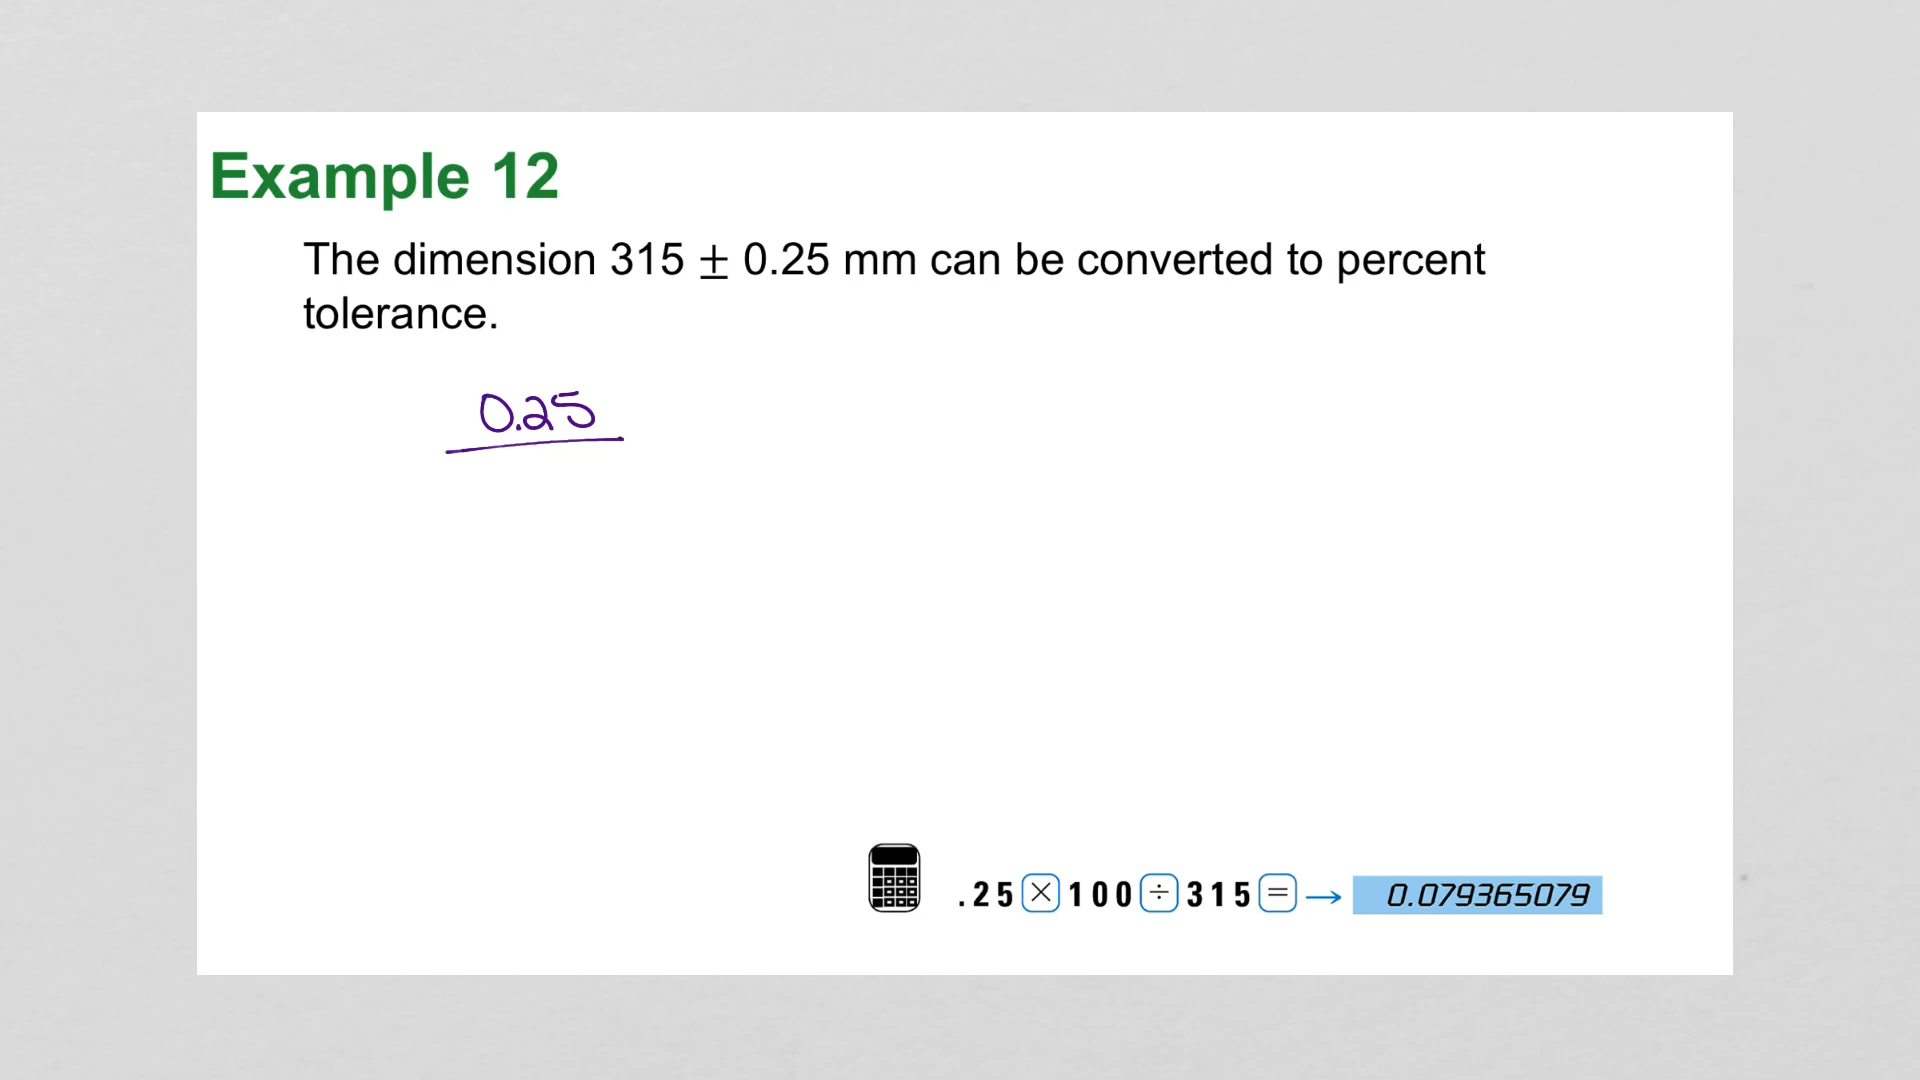 Example 12
The dimension 315 ± 0.25 mm can be converted to percent
tolerance.
0.25
.25 × 100 ÷ 315 = → 0.079365079